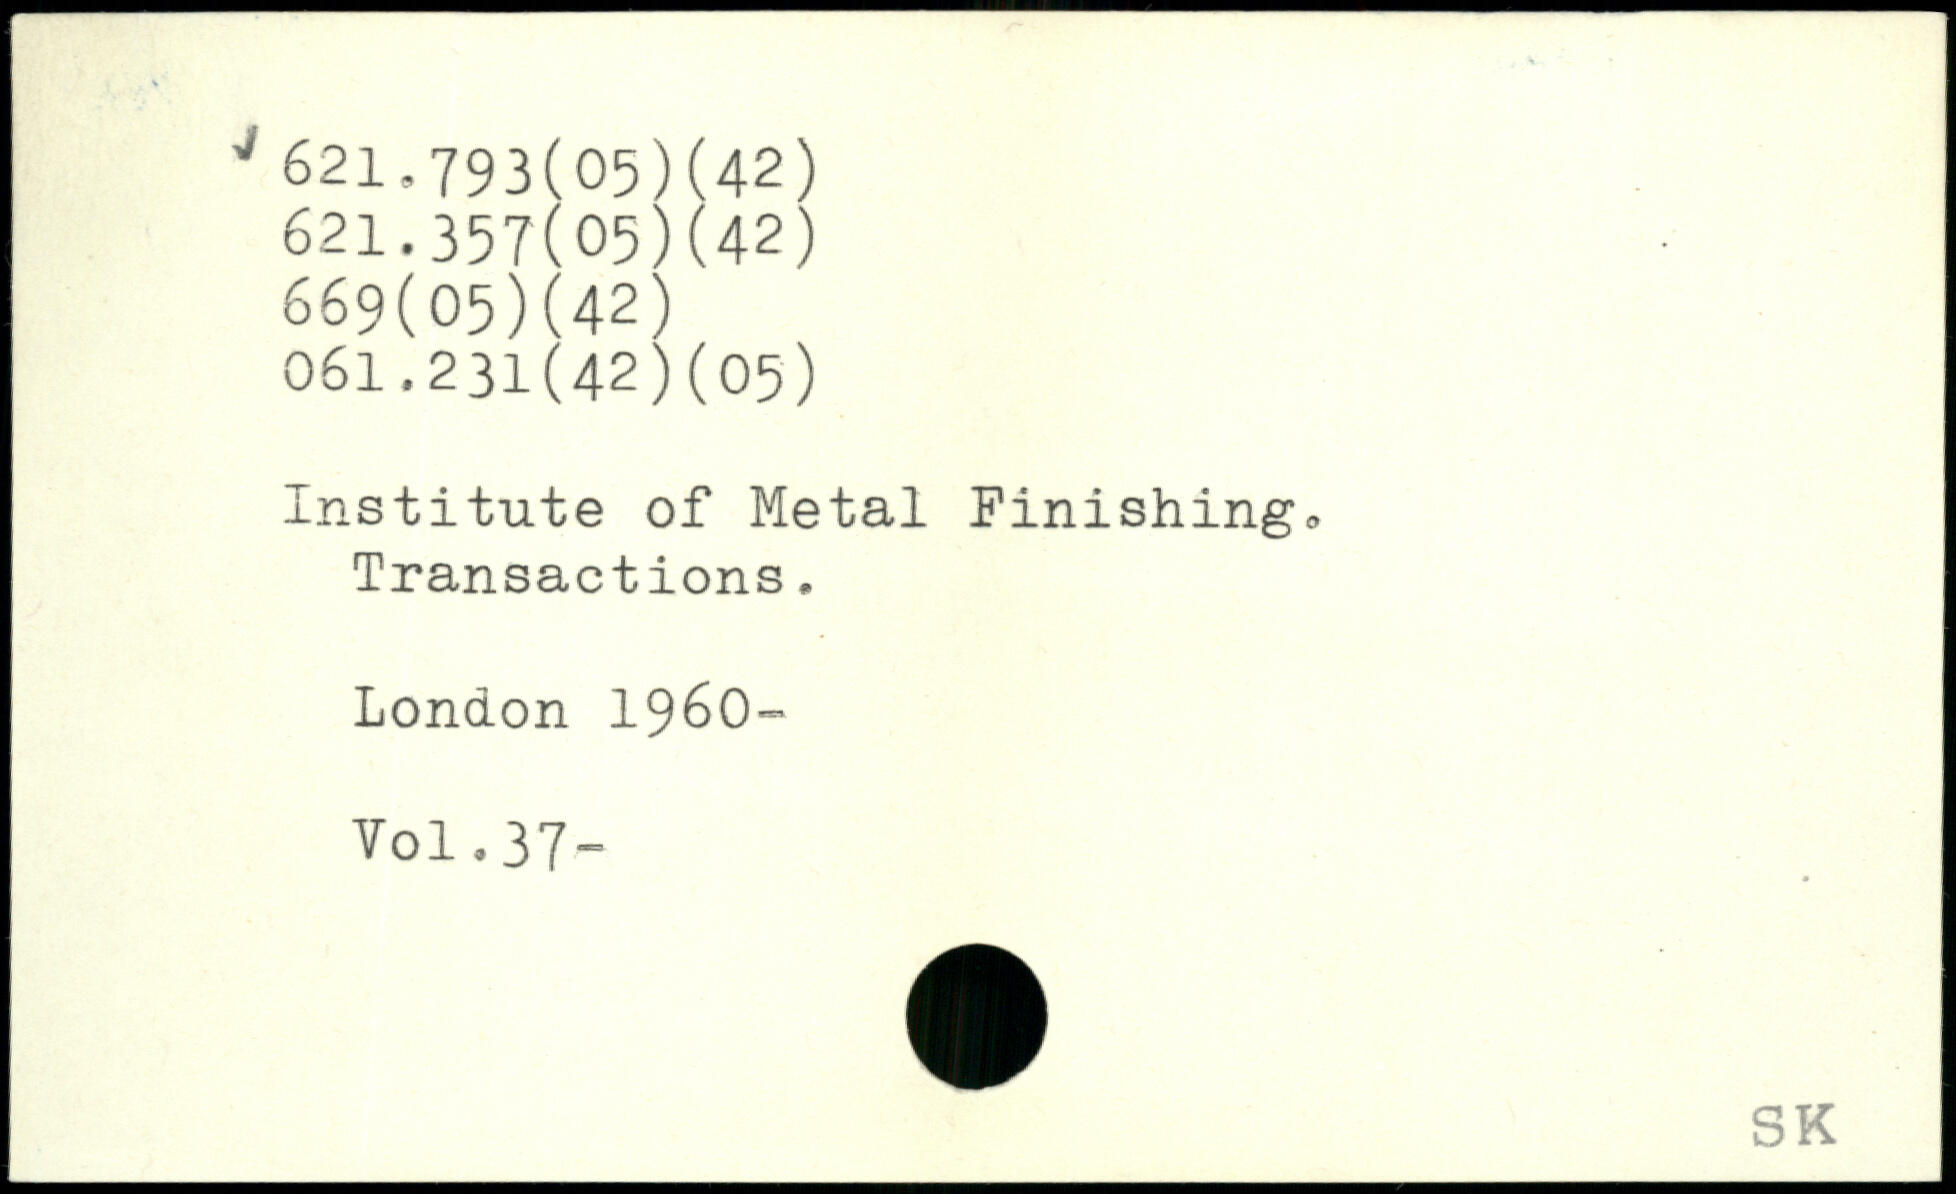 ✓ 621.793(05)(42)
621.357(05)(42)
669(05)(42)
061.231(42)(05)
Institute of Metal Finishing.
Transactions.
London 1960-
Vol.37-
SK